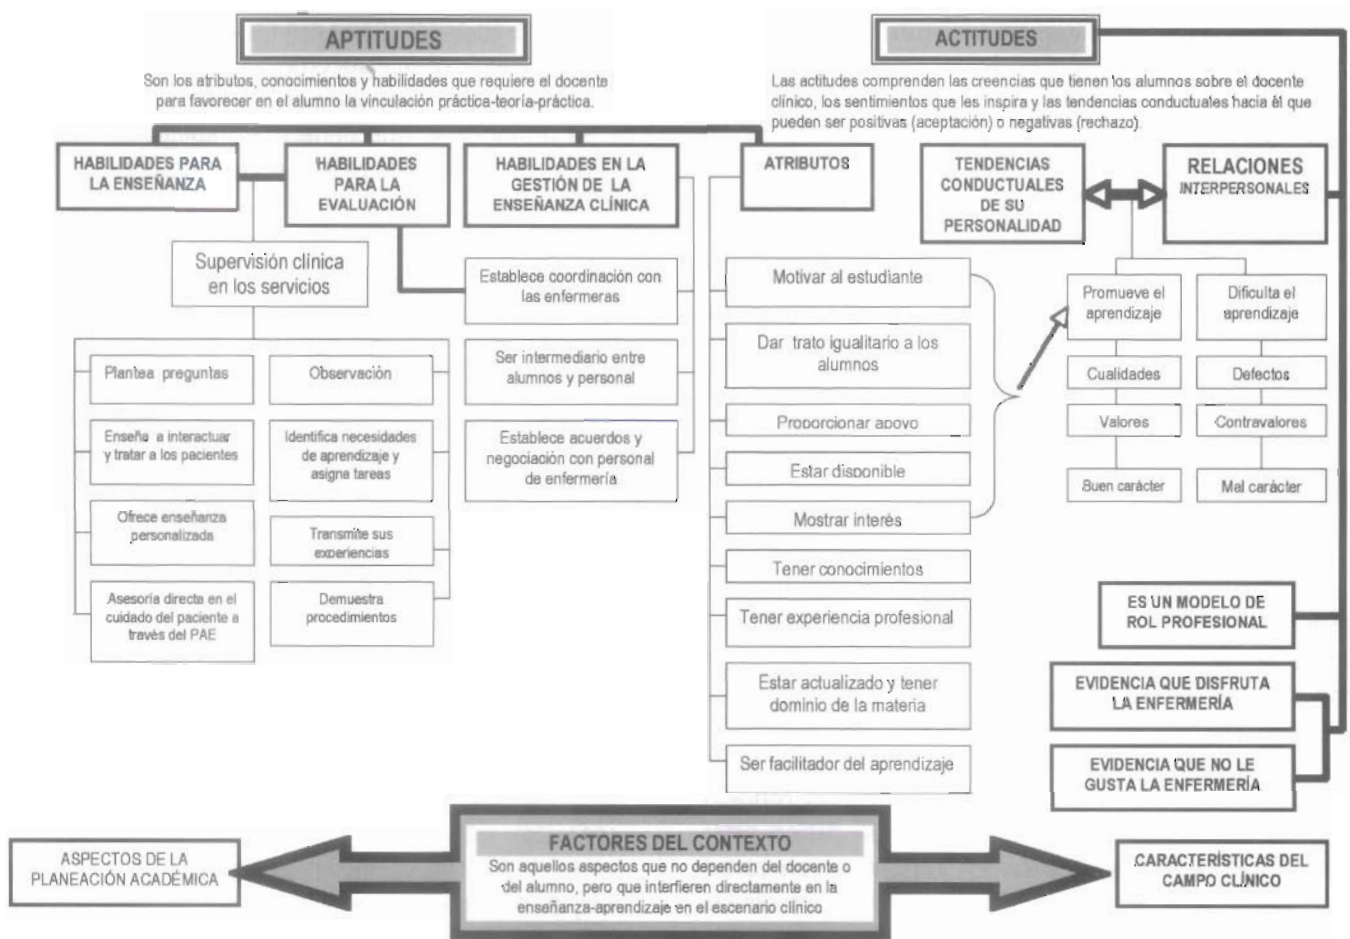 APTITUDES
Son los atributos, conocimientos y habilidades que requiere el docente
para favorecer en el alumno la vinculación práctica-teoría-práctica.
ACTITUDES
Las actitudes comprenden las creencias que tienen los alumnos sobre el docente
clínico, los sentimientos que les inspira y las tendencias conductuales hacia él que
pueden ser positivas (aceptación) o negativas (rechazo).
HABILIDADES PARA
LA ENSEÑANZA
HABILIDADES
PARA LA
EVALUACIÓN
HABILIDADES EN LA
GESTIÓN DE LA
ENSEÑANZA CLÍNICA
ATRIBUTOS
TENDENCIAS
CONDUCTUALES
DE SU
PERSONALIDAD
RELACIONES
INTERPERSONALES
Supervisión clínica
en los servicios
Plantea preguntas
Enseña a interactuar
y tratar a los pacientes
Ofrece enseñanza
personalizada
Asesoría directa en el
cuidado del paciente a
través del PAE
Observación
Identifica necesidades
de aprendizaje y
asigna tareas
Transmite sus
experiencias
Demuestra
procedimientos
Establece coordinación con
las enfermeras
Ser intermediario entre
alumnos y personal
Establece acuerdos y
negociación con personal
de enfermería
Motivar al estudiante
Dar trato igualitario a los
alumnos
Proporcionar apoyo
Estar disponible
Mostrar interés
Tener conocimientos
Tener experiencia profesional
Estar actualizado y tener
dominio de la materia
Ser facilitador del aprendizaje
Promueve el
aprendizaje
Cualidades
Valores
Buen carácter
Dificulta el
aprendizaje
Defectos
Contravalores
Mal carácter
ES UN MODELO DE
ROL PROFESIONAL
EVIDENCIA QUE DISFRUTA
LA ENFERMERÍA
EVIDENCIA QUE NO LE
GUSTA LA ENFERMERÍA
ASPECTOS DE LA
PLANEACIÓN ACADÉMICA
FACTORES DEL CONTEXTO
Son aquellos aspectos que no dependen del docente o
del alumno, pero que interfieren directamente en la
enseñanza-aprendizaje en el escenario clínico
CARACTERÍSTICAS DEL
CAMPO CLÍNICO